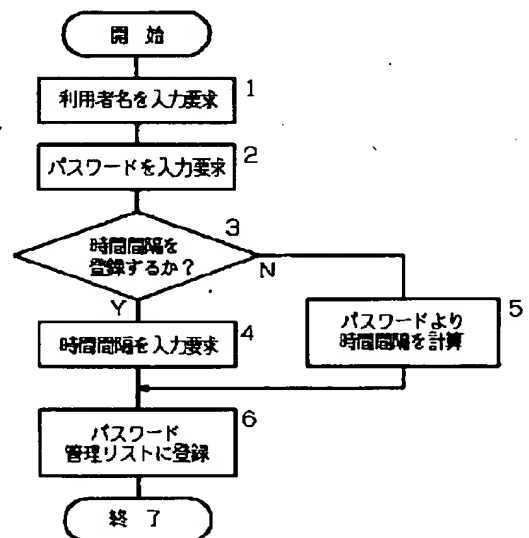 開 始
1
利用者名を入力要求
2
パスワードを入力要求
3
時間間隔を
登録するか?
N
Y
4
時間間隔を入力要求
5
パスワードより
時間間隔を計算
6
パスワード
管理リストに登録
終 了